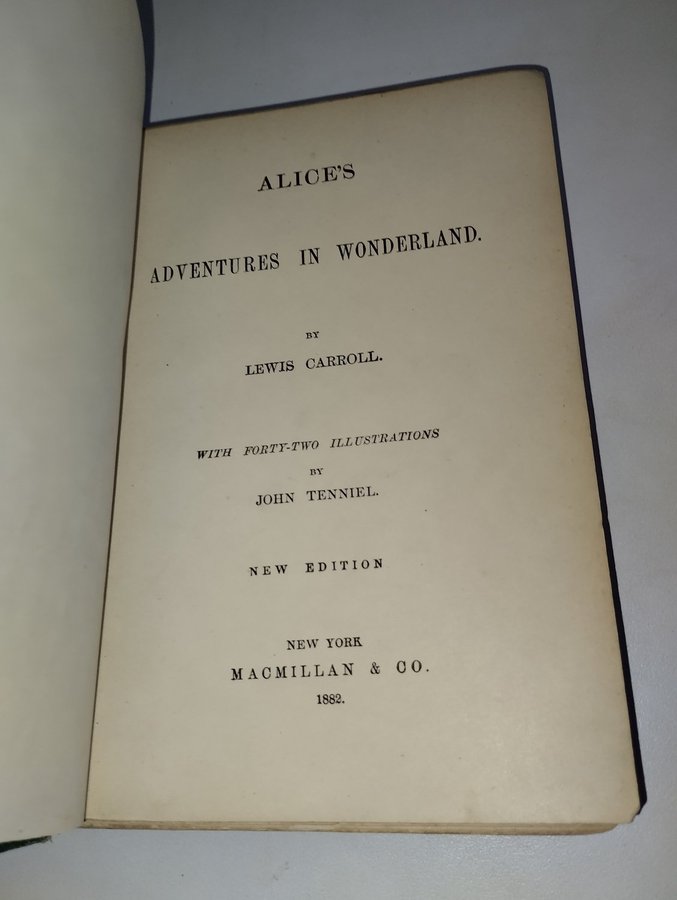 ALICE'S
ADVENTURES IN WONDERLAND.
BY
LEWIS CARROLL.
WITH FORTY-TWO ILLUSTRATIONS
BY
JOHN TENNIEL.
NEW EDITION
NEW YORK
MACMILLAN & CO.
1882.